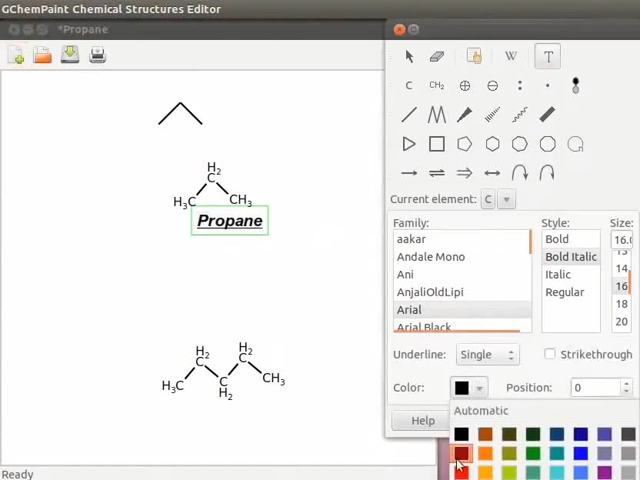 GChemPaint Chemical Structures Editor
*Propane
W
T
C
CH2
Current element: C
Family:
Style:
Size:
aakar
Bold
16.0
Andale Mono
Bold Italic
14
Ani
Italic
16
AnjaliOldLipi
Regular
18
Arial
20
Arial Black
Underline: Single
Strikethrough
Color:
Position: 0
Help
Automatic
H2
C
H3C
CH3
Propane
H2
C
H2
C
H3C
C
H2
CH3
Ready